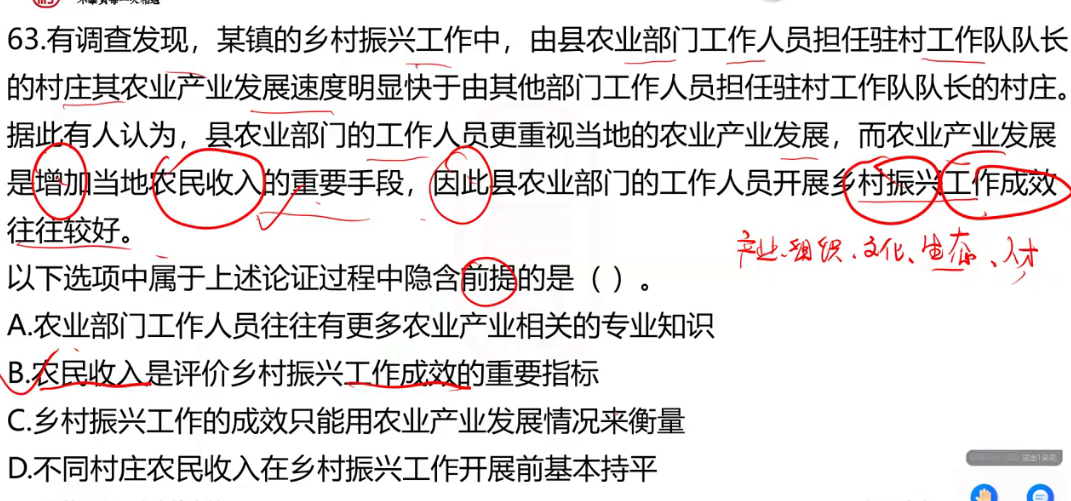 63.有调查发现，某镇的乡村振兴工作中，由县农业部门工作人员担任驻村工作队队长
的村庄其农业产业发展速度明显快于由其他部门工作人员担任驻村工作队队长的村庄。
据此有人认为，县农业部门的工作人员更重视当地的农业产业发展，而农业产业发展
是增加当地农民收入的重要手段，因此县农业部门的工作人员开展乡村振兴工作成效
往往较好。
产业、组织、文化、生态、人才
以下选项中属于上述论证过程中隐含前提的是（ ）。
A.农业部门工作人员往往有更多农业产业相关的专业知识
B.农民收入是评价乡村振兴工作成效的重要指标
C.乡村振兴工作的成效只能用农业产业发展情况来衡量
D.不同村庄农民收入在乡村振兴工作开展前基本持平